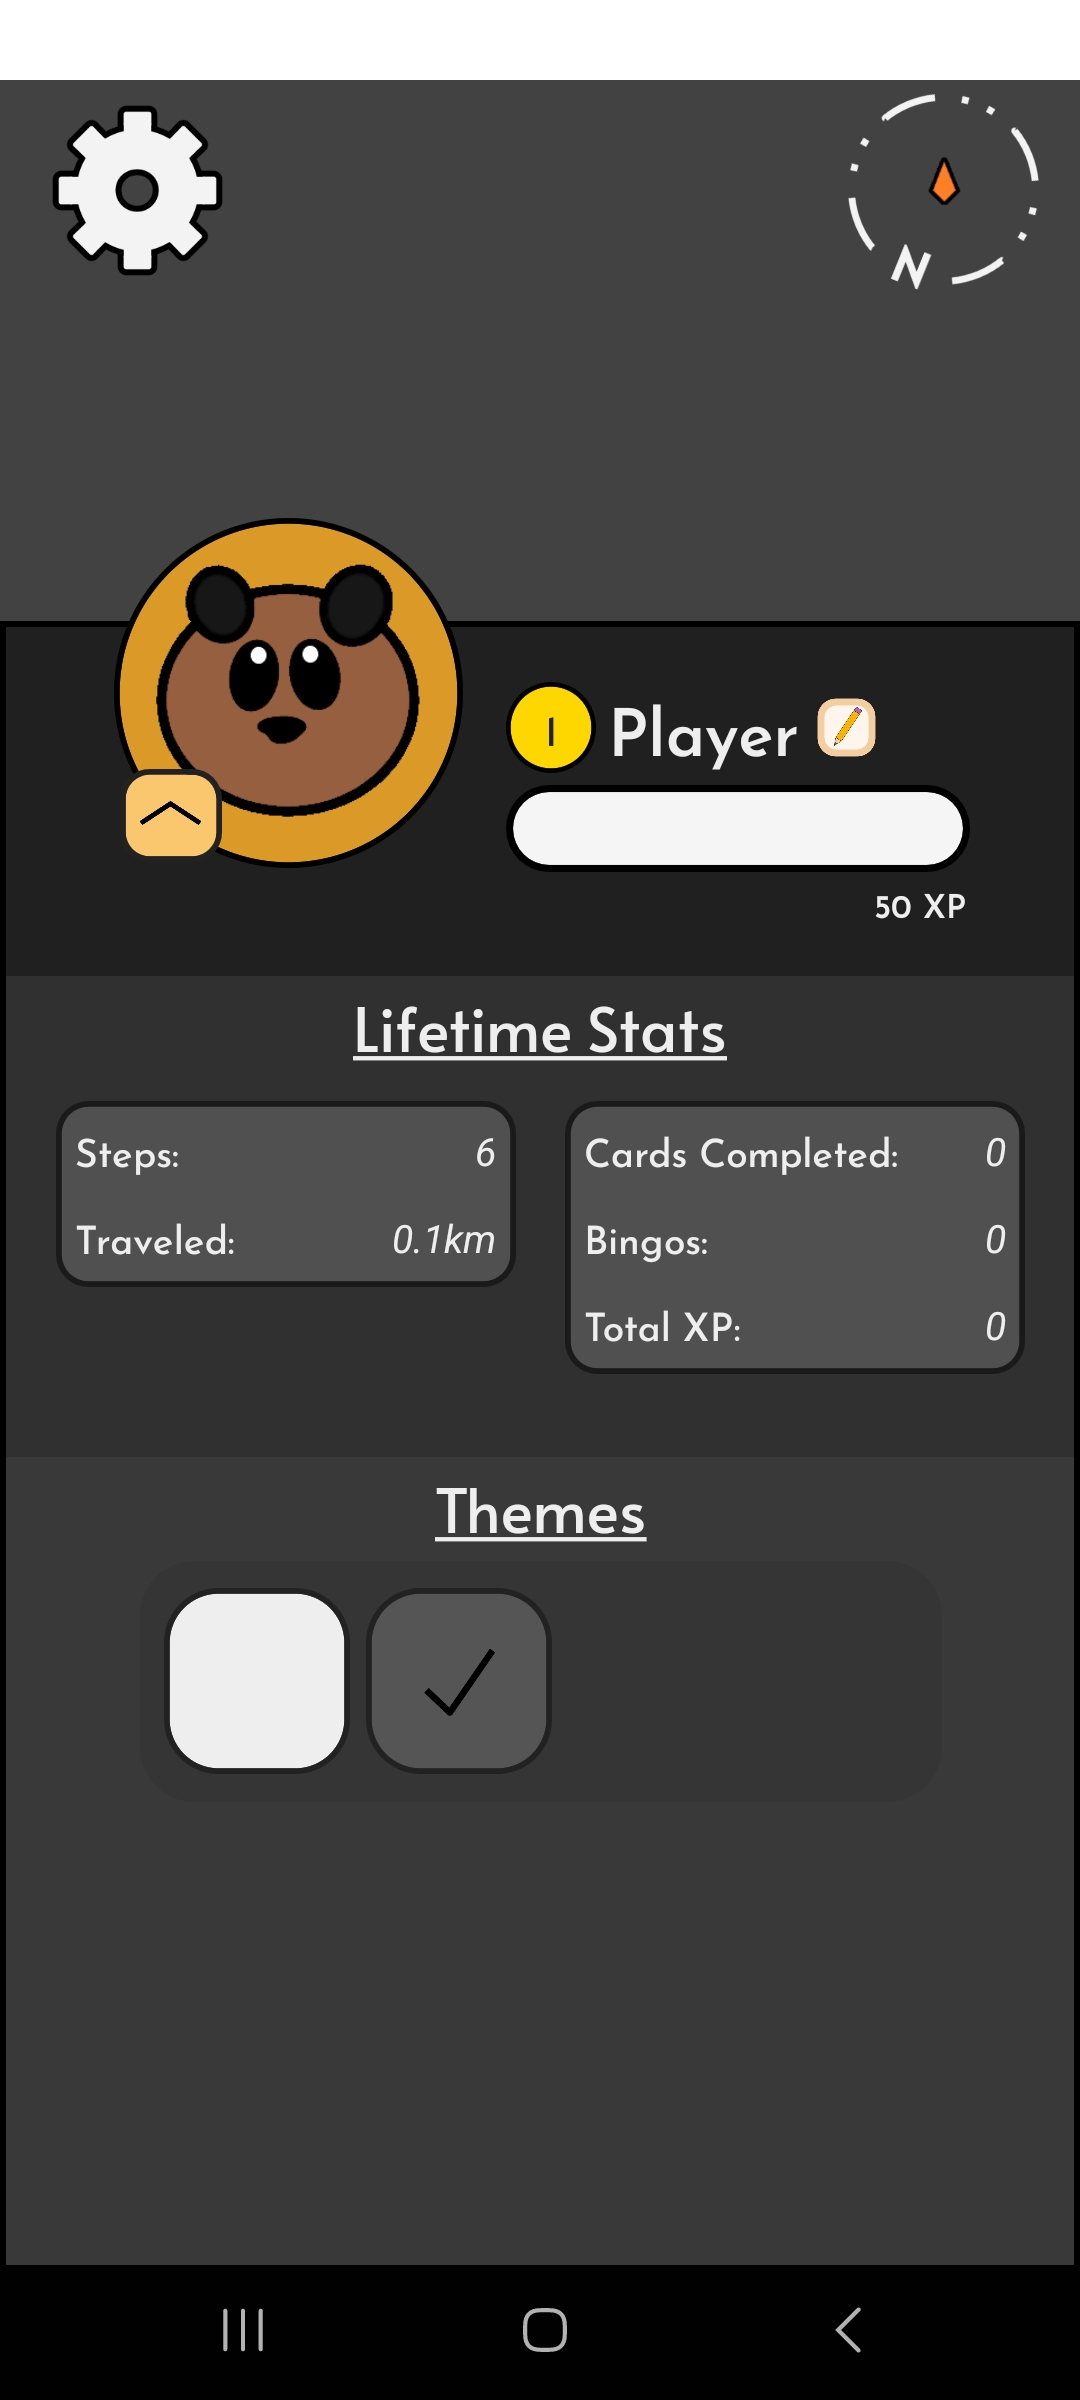 N
1 Player
50 XP
Lifetime Stats
Steps: 6
Traveled: 0.1km
Cards Completed: 0
Bingos: 0
Total XP: 0
Themes